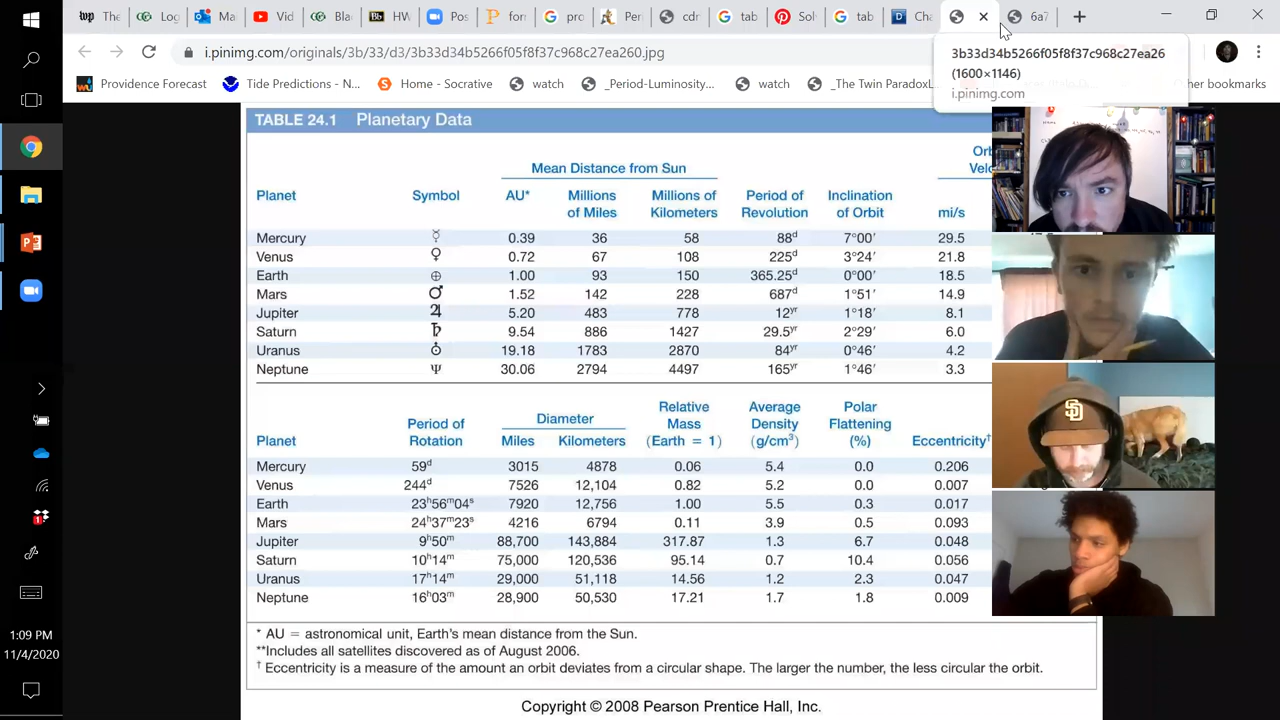 The
Log
Ma
Vid
Bla
HW
Pos
for
pro
Per
cdr
tab
Sol
tab
Cha
6a7
i.pinimg.com/originals/3b/33/d3/3b33d34b5266f05f8f37c968c27ea260.jpg
3b33d34b5266f05f8f37c968c27ea26
(1600×1146)
i.pinimg.com
Providence Forecast
Tide Predictions - N...
Home - Socrative
watch
_Period-Luminosity...
watch
_The Twin Paradox
Other bookmarks
TABLE 24.1 Planetary Data
Mean Distance from Sun
Planet Symbol AU* Millions of Miles Millions of Kilometers Period of Revolution Inclination of Orbit mi/s
Mercury ☿ 0.39 36 58 88d 7°00′ 29.5
Venus ♀ 0.72 67 108 225d 3°24′ 21.8
Earth ⊕ 1.00 93 150 365.25d 0°00′ 18.5
Mars ♂ 1.52 142 228 687d 1°51′ 14.9
Jupiter ♃ 5.20 483 778 12yr 1°18′ 8.1
Saturn ♄ 9.54 886 1427 29.5yr 2°29′ 6.0
Uranus ⛢ 19.18 1783 2870 84yr 0°46′ 4.2
Neptune Ψ 30.06 2794 4497 165yr 1°46′ 3.3
Planet Period of Rotation Diameter Miles Kilometers Relative Mass (Earth = 1) Average Density (g/cm3) Polar Flattening (%) Eccentricity†
Mercury 59d 3015 4878 0.06 5.4 0.0 0.206
Venus 244d 7526 12,104 0.82 5.2 0.0 0.007
Earth 23h56m04s 7920 12,756 1.00 5.5 0.3 0.017
Mars 24h37m23s 4216 6794 0.11 3.9 0.5 0.093
Jupiter 9h50m 88,700 143,884 317.87 1.3 6.7 0.048
Saturn 10h14m 75,000 120,536 95.14 0.7 10.4 0.056
Uranus 17h14m 29,000 51,118 14.56 1.2 2.3 0.047
Neptune 16h03m 28,900 50,530 17.21 1.7 1.8 0.009
* AU = astronomical unit, Earth's mean distance from the Sun.
**Includes all satellites discovered as of August 2006.
† Eccentricity is a measure of the amount an orbit deviates from a circular shape. The larger the number, the less circular the orbit.
Copyright © 2008 Pearson Prentice Hall, Inc.
SD
1:09 PM
11/4/2020